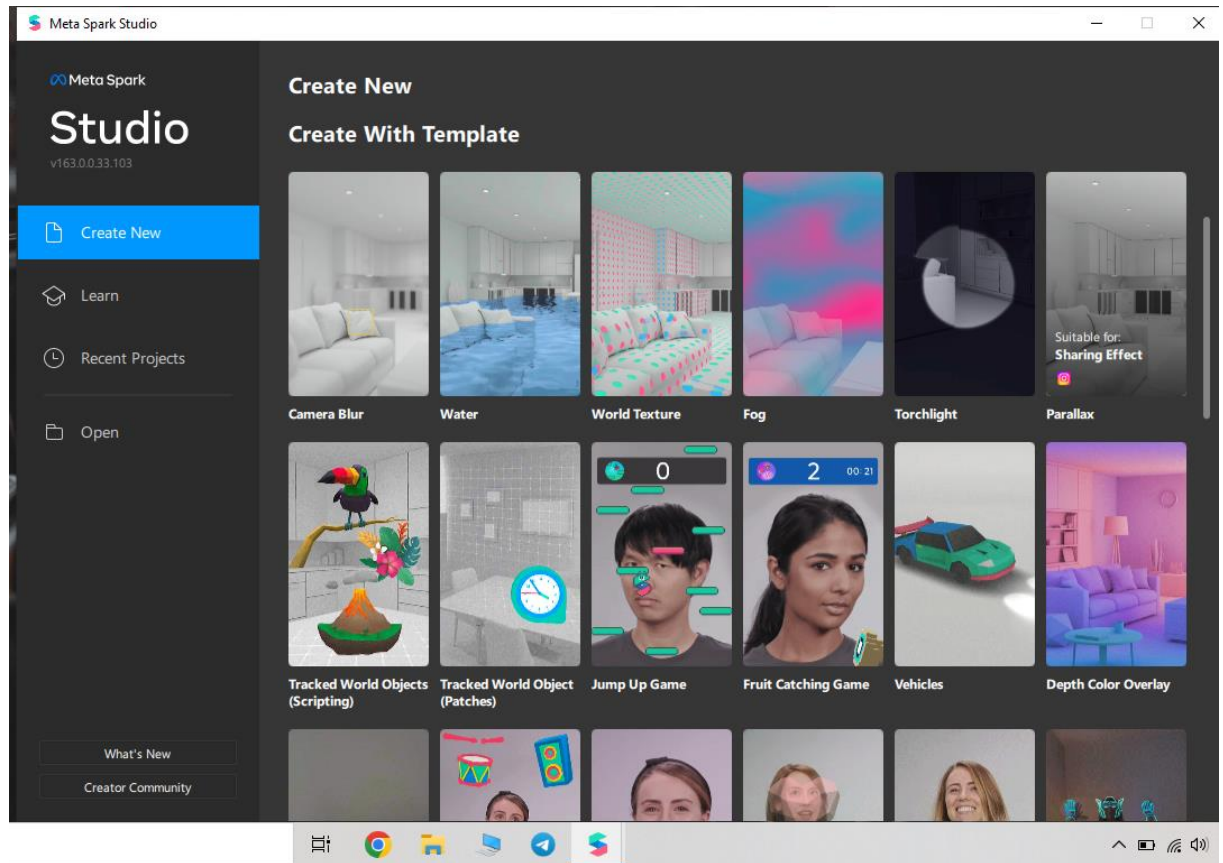 Meta Spark Studio
Meta Spark
Studio
v163.0.0.33.103
Create New
Learn
Recent Projects
Open
What's New
Creator Community
Create New
Create With Template
Suitable for:
Sharing Effect
Camera Blur
Water
World Texture
Fog
Torchlight
Parallax
0
2
00:21
Tracked World Objects
(Scripting)
Tracked World Object
(Patches)
Jump Up Game
Fruit Catching Game
Vehicles
Depth Color Overlay